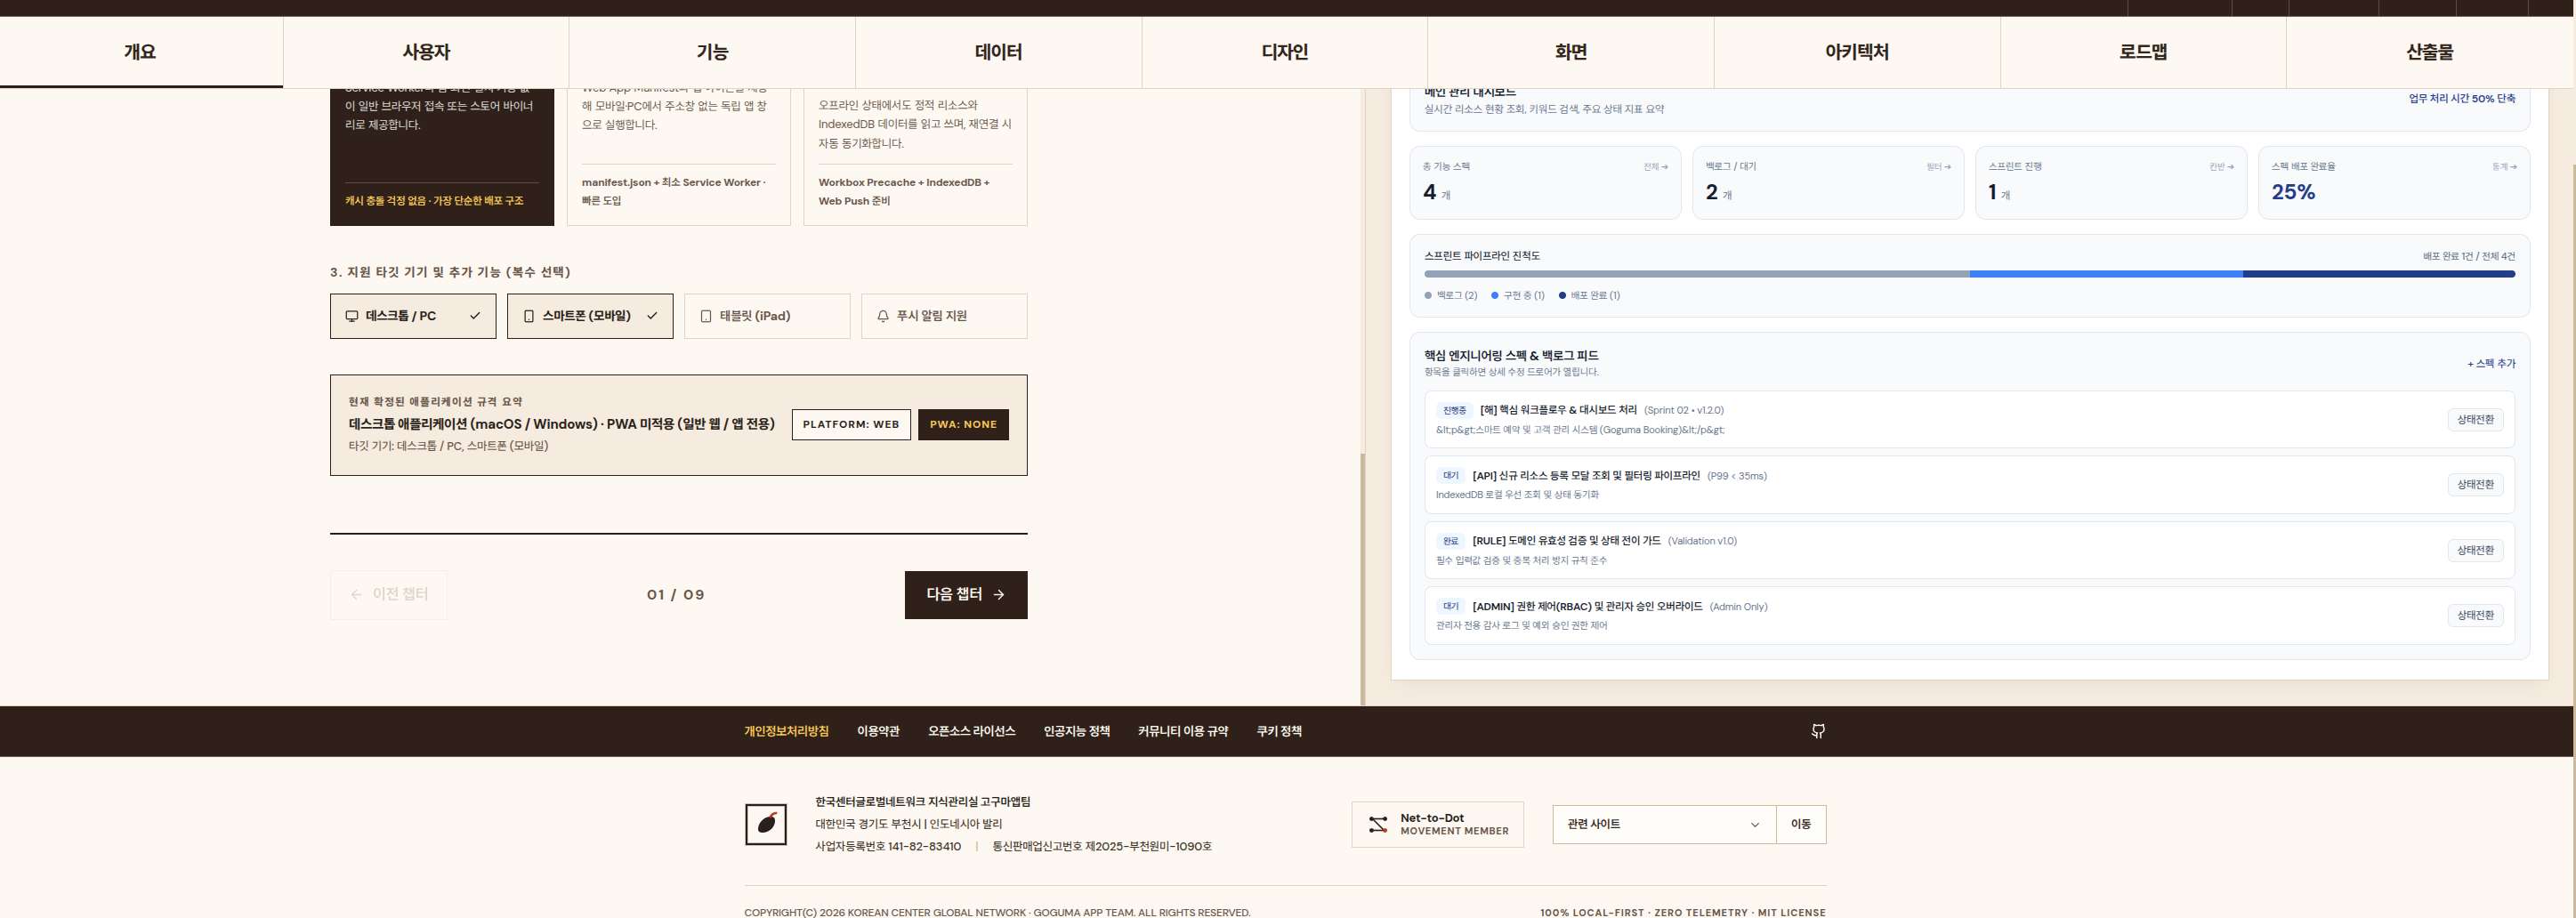 개요
사용자
기능
데이터
디자인
화면
아키텍처
로드맵
산출물
이 일반 브라우저 접속 또는 스토어 바이너
리로 제공합니다.
캐시 충돌 걱정 없음 · 가장 단순한 배포 구조
해 모바일·PC에서 주소창 없는 독립 앱 창
으로 실행합니다.
manifest.json + 최소 Service Worker ·
빠른 도입
오프라인 상태에서도 정적 리소스와
IndexedDB 데이터를 읽고 쓰며, 재연결 시
자동 동기화합니다.
Workbox Precache + IndexedDB +
Web Push 준비
3. 지원 타깃 기기 및 추가 기능 (복수 선택)
데스크톱 / PC
스마트폰 (모바일)
태블릿 (iPad)
푸시 알림 지원
현재 확정된 애플리케이션 규격 요약
데스크톱 애플리케이션 (macOS / Windows) · PWA 미적용 (일반 웹 / 앱 전용)
타깃 기기: 데스크톱 / PC, 스마트폰 (모바일)
PLATFORM: WEB
PWA: NONE
← 이전 챕터
01 / 09
다음 챕터 →
메인 관리 대시보드
실시간 리소스 현황 조회, 키워드 검색, 주요 상태 지표 요약
업무 처리 시간 50% 단축
총 기능 스펙
전체 →
4 개
백로그 / 대기
필터 →
2 개
스프린트 진행
칸반 →
1 개
스펙 배포 완료율
통계 →
25%
스프린트 파이프라인 진척도
배포 완료 1건 / 전체 4건
백로그 (2)
구현 중 (1)
배포 완료 (1)
핵심 엔지니어링 스펙 & 백로그 피드
항목을 클릭하면 상세 수정 드로어가 열립니다.
+ 스펙 추가
진행중 [해] 핵심 워크플로우 & 대시보드 처리 (Sprint 02 • v1.2.0)
&lt;p&gt;스마트 예약 및 고객 관리 시스템 (Goguma Booking)&lt;/p&gt;
상태전환
대기 [API] 신규 리소스 등록 모달 조회 및 필터링 파이프라인 (P99 < 35ms)
IndexedDB 로컬 우선 조회 및 상태 동기화
상태전환
완료 [RULE] 도메인 유효성 검증 및 상태 전이 가드 (Validation v1.0)
필수 입력값 검증 및 중복 처리 방지 규칙 준수
상태전환
대기 [ADMIN] 권한 제어(RBAC) 및 관리자 승인 오버라이드 (Admin Only)
관리자 전용 감사 로그 및 예외 승인 권한 제어
상태전환
개인정보처리방침
이용약관
오픈소스 라이선스
인공지능 정책
커뮤니티 이용 규약
쿠키 정책
한국센터글로벌네트워크 지식관리실 고구마앱팀
대한민국 경기도 부천시 | 인도네시아 발리
사업자등록번호 141-82-83410 | 통신판매업신고번호 제2025-부천원미-1090호
Net-to-Dot
MOVEMENT MEMBER
관련 사이트
이동
COPYRIGHT(C) 2026 KOREAN CENTER GLOBAL NETWORK · GOGUMA APP TEAM. ALL RIGHTS RESERVED.
100% LOCAL-FIRST · ZERO TELEMETRY · MIT LICENSE